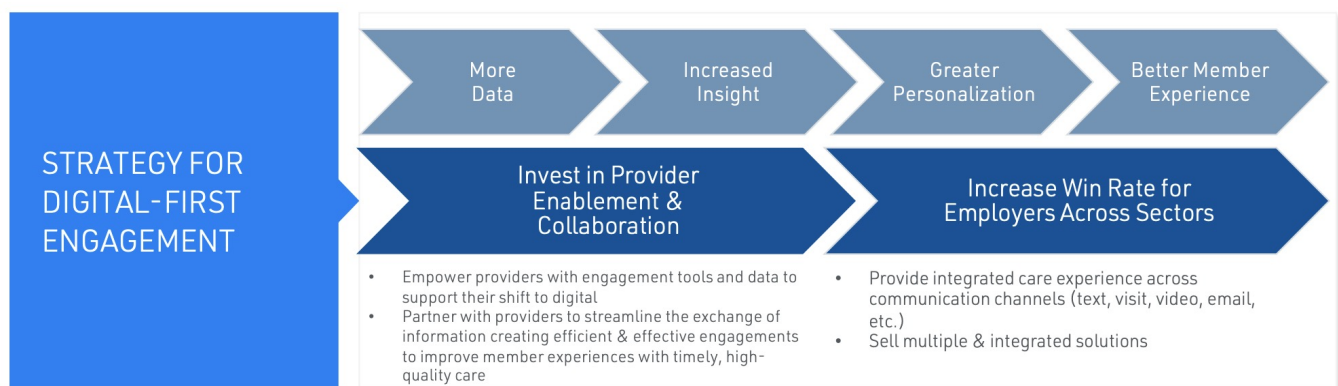 STRATEGY FOR
DIGITAL-FIRST
ENGAGEMENT
More
Data
Increased
Insight
Greater
Personalization
Better Member
Experience
Invest in Provider
Enablement &
Collaboration
Increase Win Rate for
Employers Across Sectors
• Empower providers with engagement tools and data to
support their shift to digital
• Partner with providers to streamline the exchange of
information creating efficient & effective engagements
to improve member experiences with timely, high-
quality care
• Provide integrated care experience across
communication channels (text, visit, video, email,
etc.)
• Sell multiple & integrated solutions